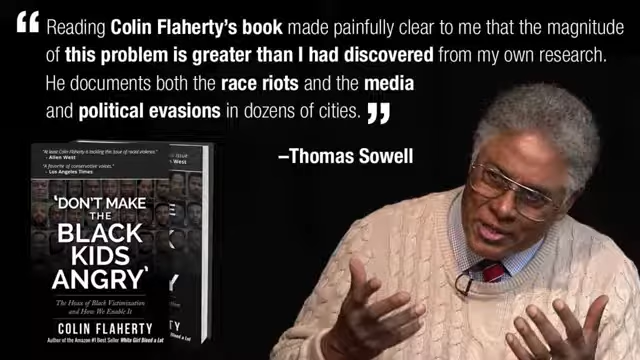 “ Reading Colin Flaherty’s book made painfully clear to me that the magnitude
of this problem is greater than I had discovered from my own research.
He documents both the race riots and the media
and political evasions in dozens of cities. ”
–Thomas Sowell
"At least Colin Flaherty is tackling this issue of racial violence."
- Allen West
"A favorite of conservative voices."
- Los Angeles Times
'DON'T MAKE
THE
BLACK
KIDS
ANGRY'
The Hoax of Black Victimization
and How We Enable It
COLIN FLAHERTY
Author of the Amazon #1 Best Seller White Girl Bleed a Lot